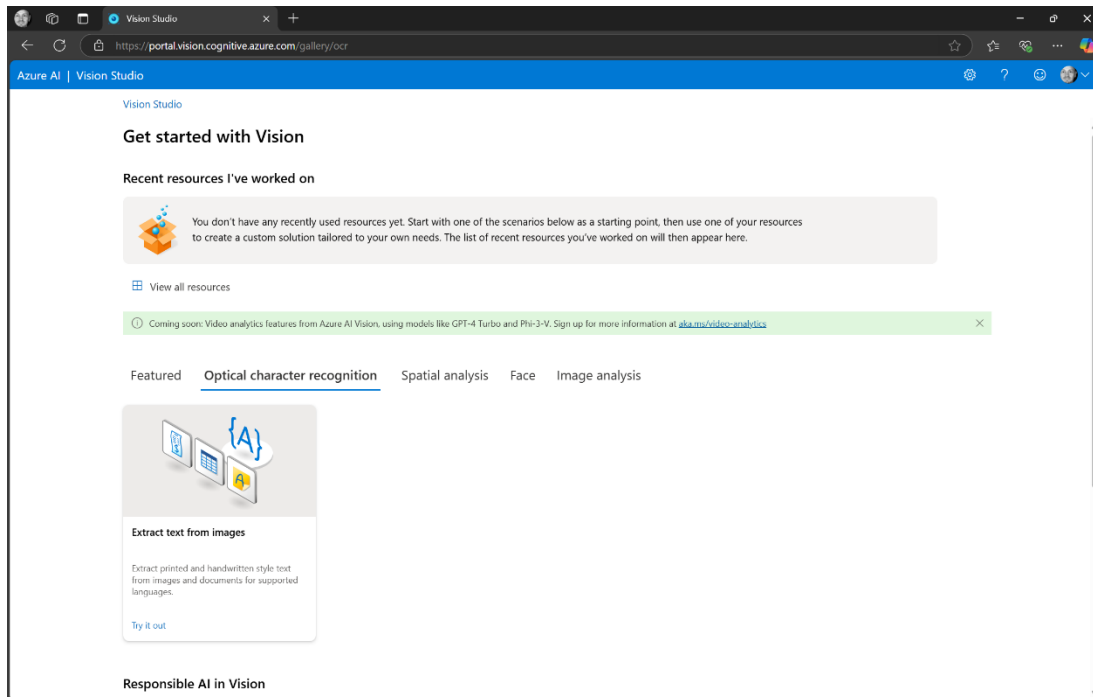 Vision Studio
https://portal.vision.cognitive.azure.com/gallery/ocr
Azure AI | Vision Studio
Vision Studio
Get started with Vision
Recent resources I've worked on
You don't have any recently used resources yet. Start with one of the scenarios below as a starting point, then use one of your resources
to create a custom solution tailored to your own needs. The list of recent resources you've worked on will then appear here.
View all resources
Coming soon: Video analytics features from Azure AI Vision, using models like GPT-4 Turbo and Phi-3-V. Sign up for more information at aka.ms/video-analytics
Featured Optical character recognition Spatial analysis Face Image analysis
{A}
A
Extract text from images
Extract printed and handwritten style text
from images and documents for supported
languages.
Try it out
Responsible AI in Vision